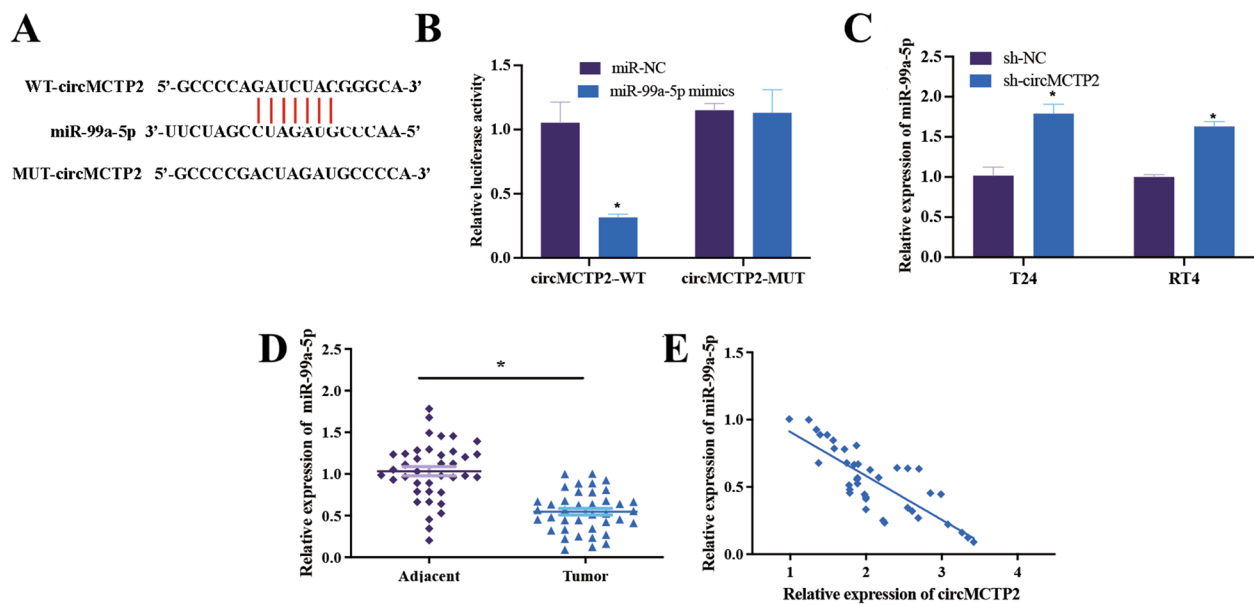 A
WT-circMCTP2 5'-GCCCCAGAUCUACGGGCA-3'
miR-99a-5p 3'-UUCUAGCCUAGAUGCCCAA-5'
MUT-circMCTP2 5'-GCCCCGACUAGAUGCCCCA-3'
B
Relative luciferase activity
1.5
1.0
0.5
0.0
miR-NC
miR-99a-5p mimics
*
circMCTP2-WT circMCTP2-MUT
C
Relative expression of miR-99a-5p
2.5
2.0
1.5
1.0
0.5
0.0
sh-NC
sh-circMCTP2
* *
T24 RT4
D
Relative expression of miR-99a-5p
2.5
2.0
1.5
1.0
0.5
0.0
*
Adjacent Tumor
E
Relative expression of miR-99a-5p
1.5
1.0
0.5
0.0
1 2 3 4
Relative expression of circMCTP2